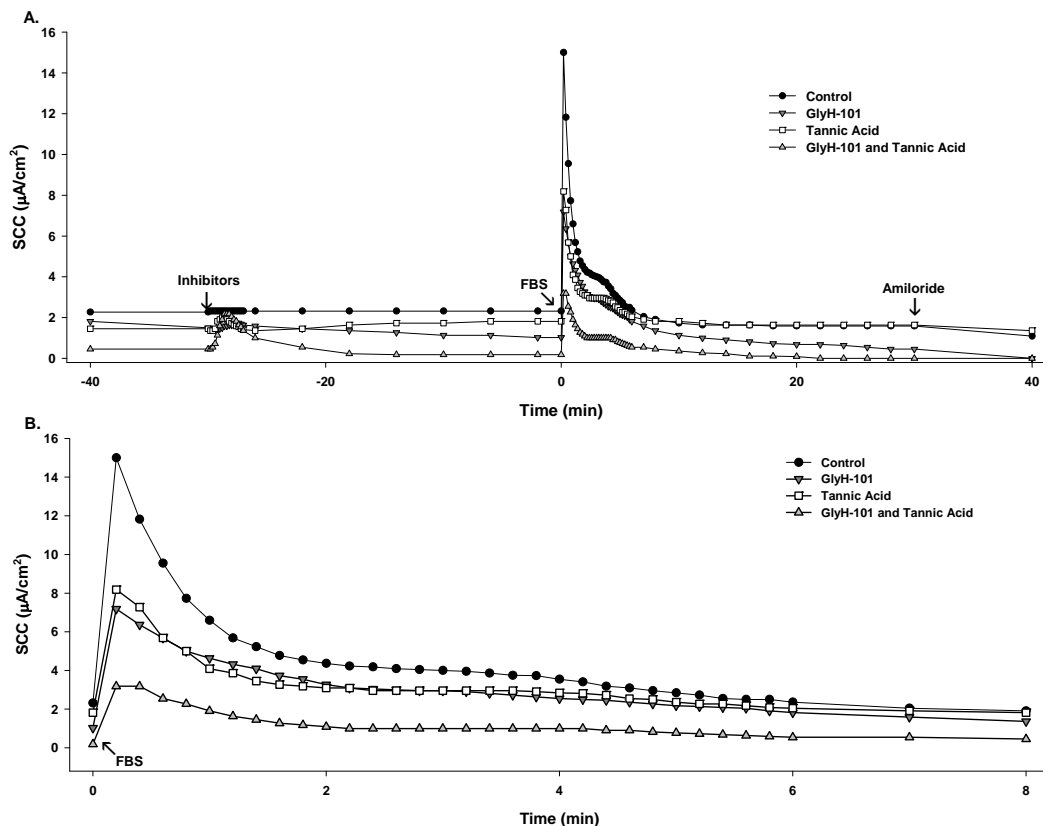 A.
16
14
12
10
8
6
4
2
0
SCC (µA/cm²)
Control
GlyH-101
Tannic Acid
GlyH-101 and Tannic Acid
Inhibitors
FBS
Amiloride
-40
-20
0
20
40
Time (min)
B.
16
14
12
10
8
6
4
2
0
SCC (µA/cm²)
Control
GlyH-101
Tannic Acid
GlyH-101 and Tannic Acid
FBS
0
2
4
6
8
Time (min)